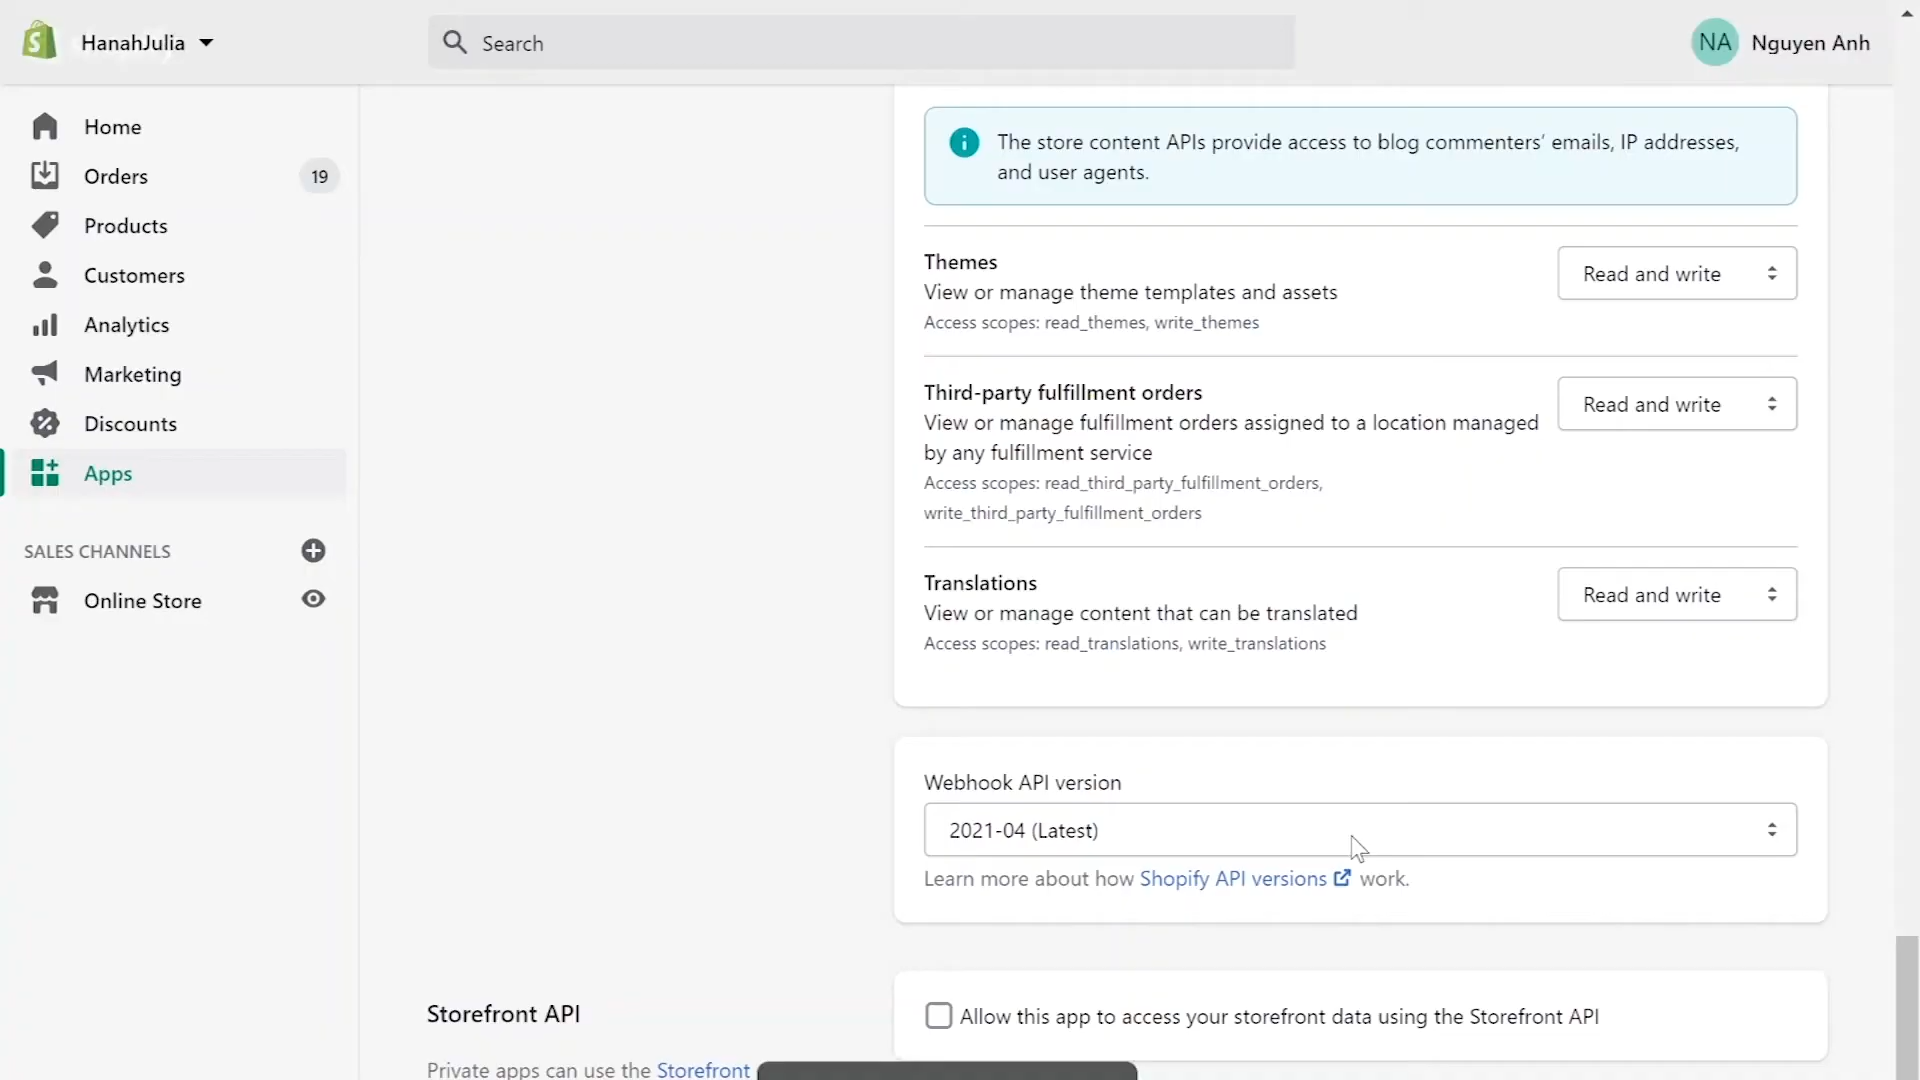 HanahJulia
Search
NA
Nguyen Anh
Home
Orders
19
Products
Customers
Analytics
Marketing
Discounts
Apps
SALES CHANNELS
Online Store
The store content APIs provide access to blog commenters' emails, IP addresses,
and user agents.
Themes
View or manage theme templates and assets
Access scopes: read_themes, write_themes
Read and write
Third-party fulfillment orders
View or manage fulfillment orders assigned to a location managed
by any fulfillment service
Access scopes: read_third_party_fulfillment_orders,
write_third_party_fulfillment_orders
Read and write
Translations
View or manage content that can be translated
Access scopes: read_translations, write_translations
Read and write
Webhook API version
2021-04 (Latest)
Learn more about how Shopify API versions work.
Storefront API
Private apps can use the Storefront
Allow this app to access your storefront data using the Storefront API